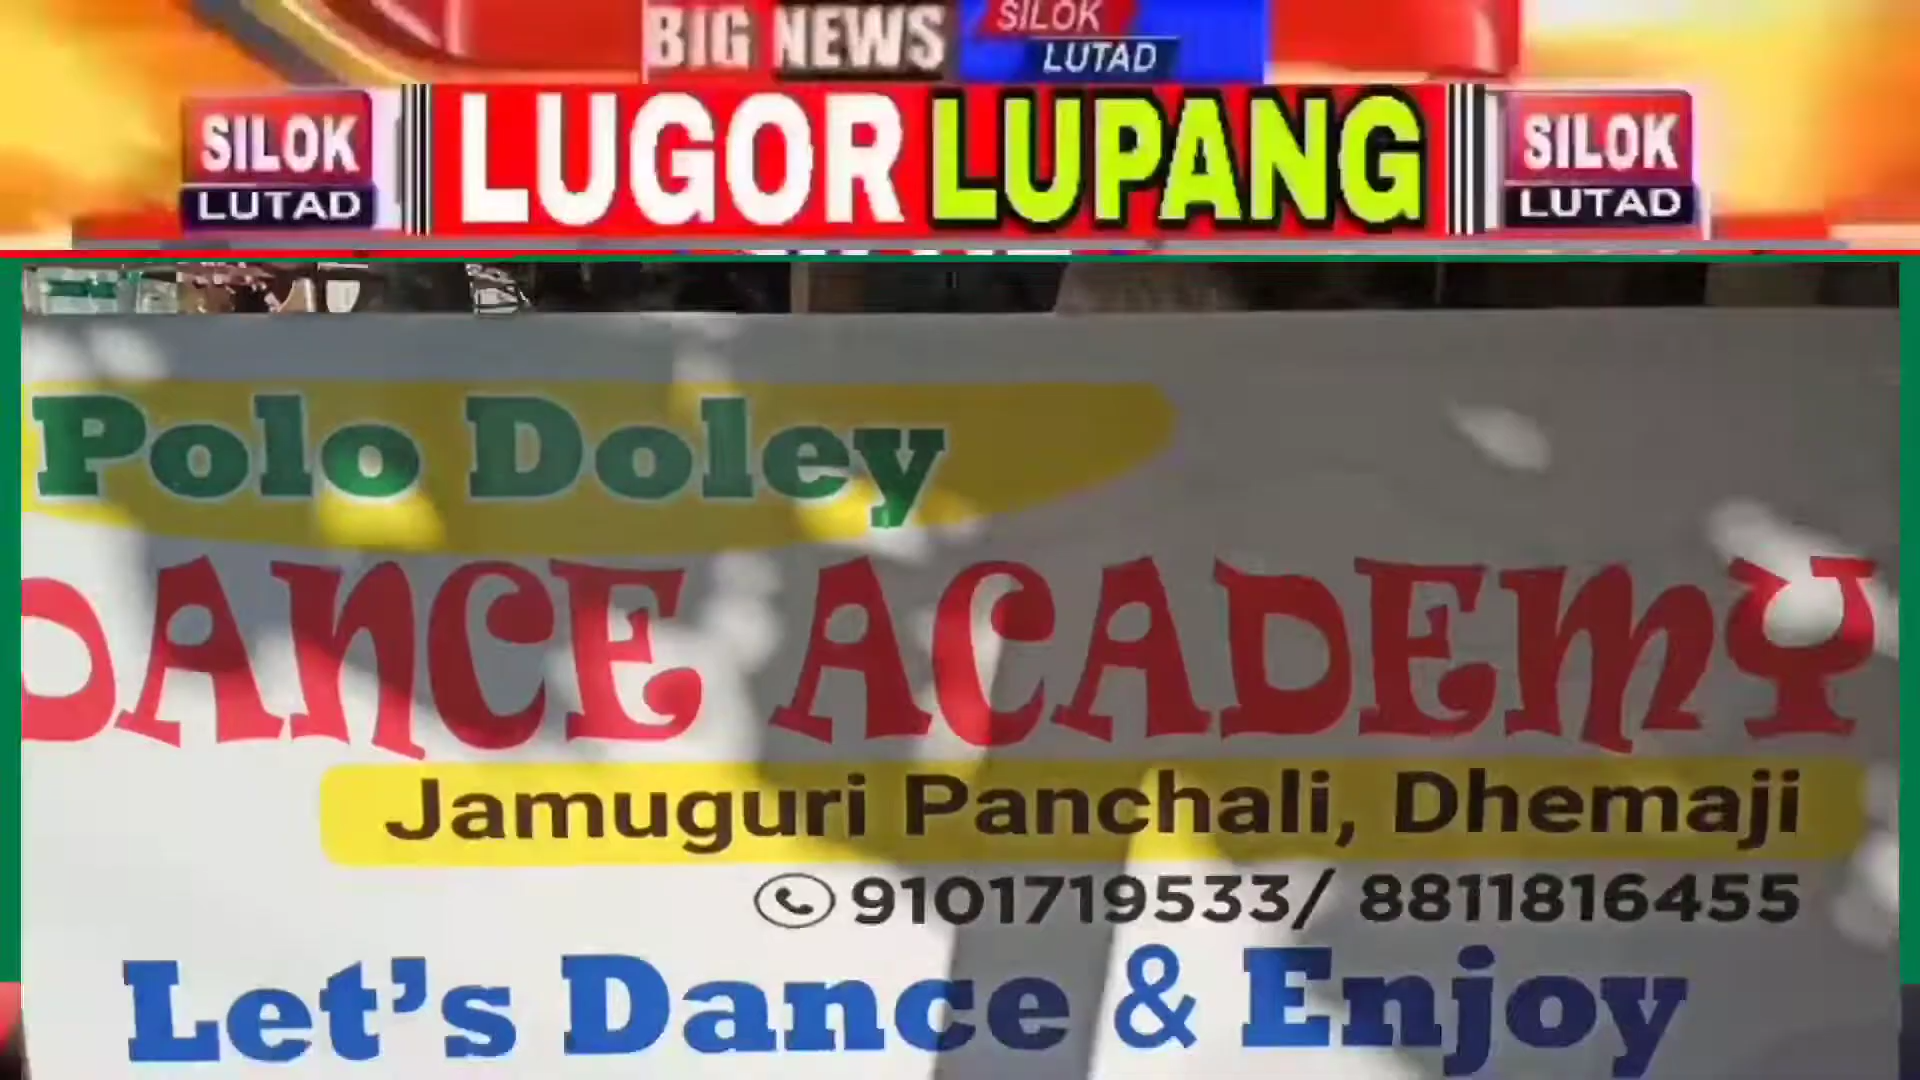 BIG NEWS SILOK LUTAD
SILOK LUTAD LUGOR LUPANG SILOK LUTAD
Polo Doley
DANCE ACADEMY
Jamuguri Panchali, Dhemaji
9101719533/ 8811816455
Let's Dance & Enjoy